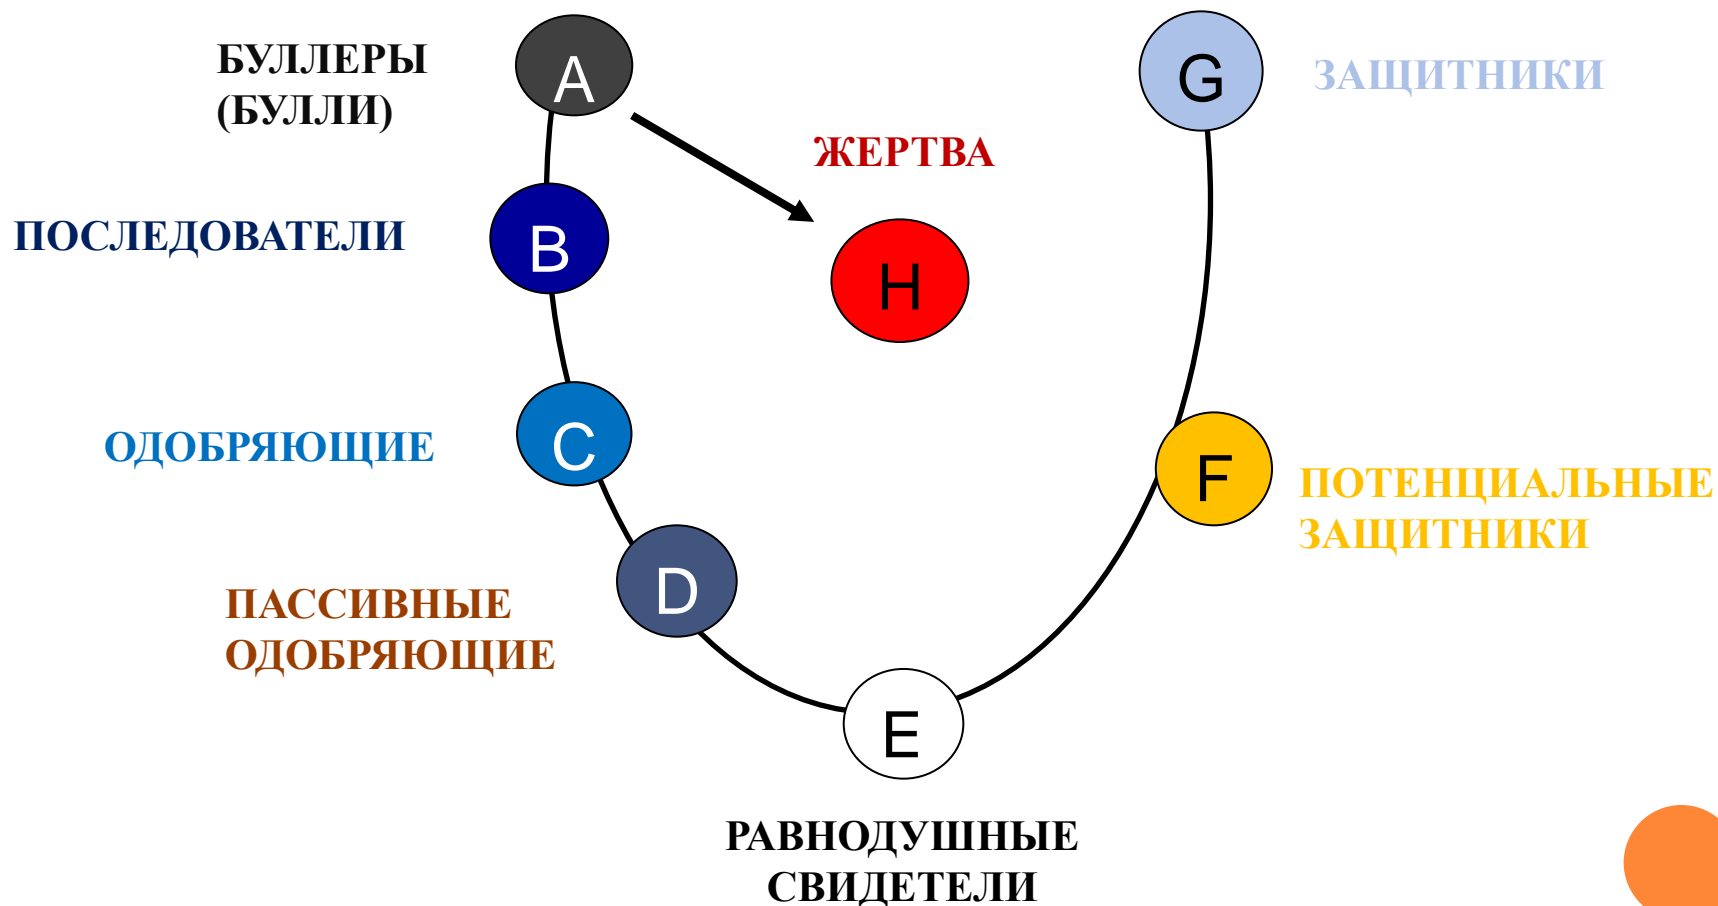 БУЛЛЕРЫ
(БУЛЛИ)
A
G
ЗАЩИТНИКИ
ЖЕРТВА
ПОСЛЕДОВАТЕЛИ
B
H
ОДОБРЯЮЩИЕ
C
F
ПОТЕНЦИАЛЬНЫЕ
ЗАЩИТНИКИ
D
ПАССИВНЫЕ
ОДОБРЯЮЩИЕ
E
РАВНОДУШНЫЕ
СВИДЕТЕЛИ